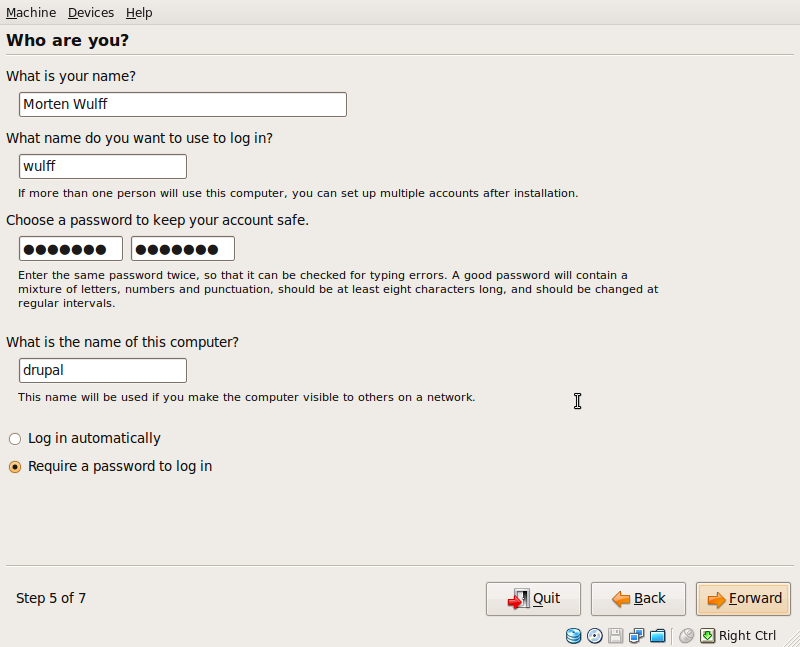 Machine Devices Help
Who are you?
What is your name?
Morten Wulff
What name do you want to use to log in?
wulff
If more than one person will use this computer, you can set up multiple accounts after installation.
Choose a password to keep your account safe.
●●●●●●● ●●●●●●●
Enter the same password twice, so that it can be checked for typing errors. A good password will contain a
mixture of letters, numbers and punctuation, should be at least eight characters long, and should be changed at
regular intervals.
What is the name of this computer?
drupal
This name will be used if you make the computer visible to others on a network.
Log in automatically
Require a password to log in
Step 5 of 7 Quit Back Forward
Right Ctrl